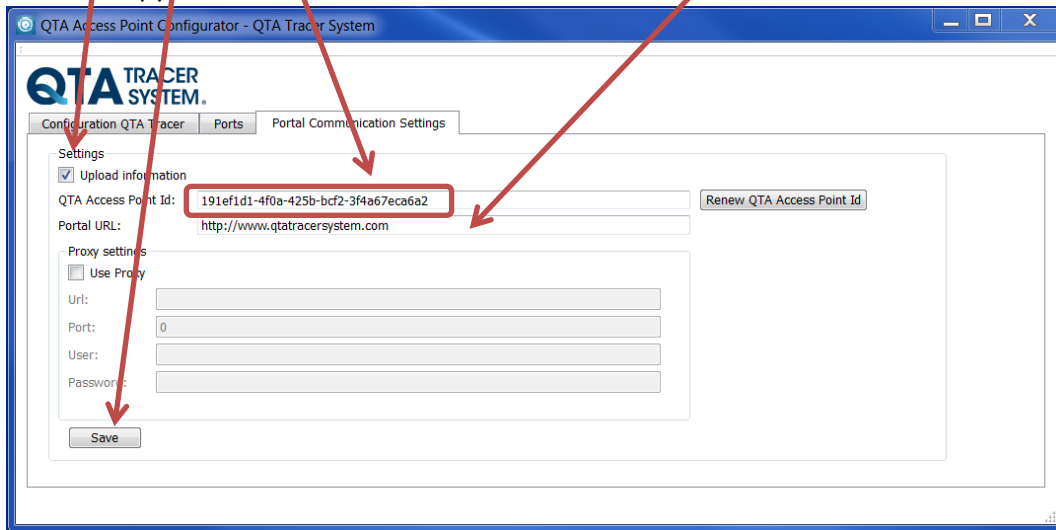 QTA Access Point Configurator - QTA Tracer System
QTA TRACER SYSTEM.
Configuration QTA Tracer Ports Portal Communication Settings
Settings
Upload information
QTA Access Point Id: 191ef1d1-4f0a-425b-bcf2-3f4a67eca6a2 Renew QTA Access Point Id
Portal URL: http://www.qtatracersystem.com
Proxy settings
Use Proxy
Url:
Port: 0
User:
Password:
Save